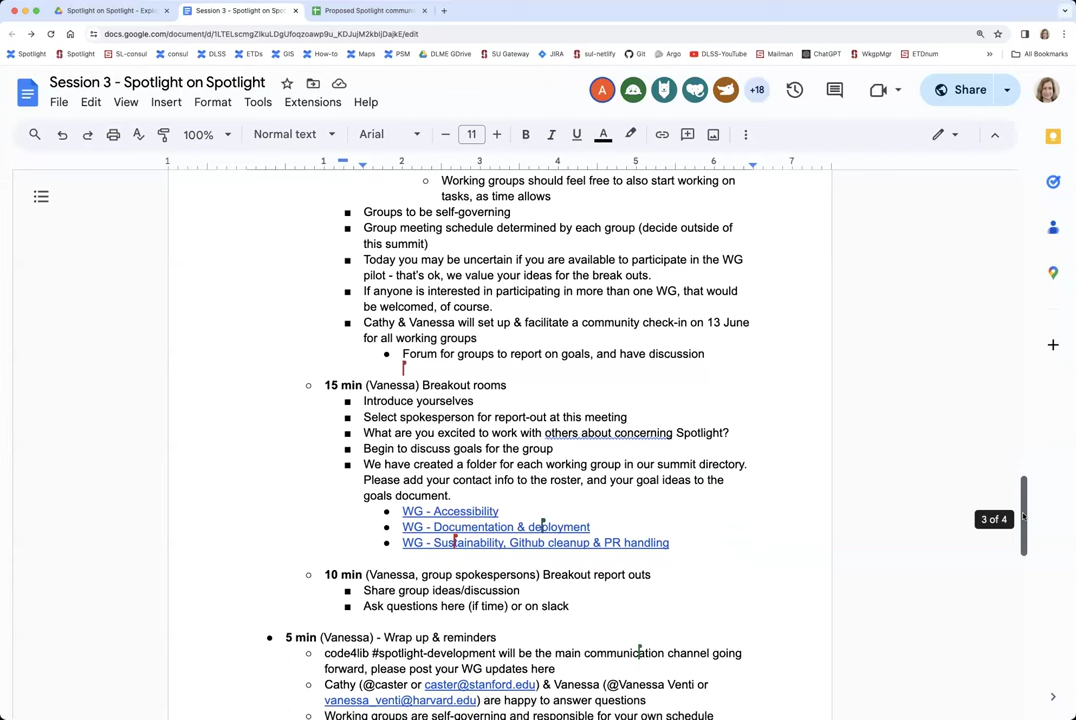 Spotlight on Spotlight - Explo
Session 3 - Spotlight on Spot
Proposed Spotlight commun
docs.google.com/document/d/1LTELscmgZlkuLDgUfoqzoawp9u_KDJujM2kbIjDajkE/edit
Spotlight
SL-consul
consul
DLSS
ETDs
GIS
How-to
Maps
PSM
DLME GDrive
SU Gateway
JIRA
sul-netlify
Git
Argo
DLSS-YouTube
Mailman
ChatGPT
WkgpMgr
ETDnum
»
All Bookmarks
Session 3 - Spotlight on Spotlight
File Edit View Insert Format Tools Extensions Help
+18
Share
100%
Normal text
Arial
11
B I U A
1 1 2 3 4 5 6 7
Working groups should feel free to also start working on
tasks, as time allows
Groups to be self-governing
Group meeting schedule determined by each group (decide outside of
this summit)
Today you may be uncertain if you are available to participate in the WG
pilot - that's ok, we value your ideas for the break outs.
If anyone is interested in participating in more than one WG, that would
be welcomed, of course.
Cathy & Vanessa will set up & facilitate a community check-in on 13 June
for all working groups
Forum for groups to report on goals, and have discussion
15 min (Vanessa) Breakout rooms
Introduce yourselves
Select spokesperson for report-out at this meeting
What are you excited to work with others about concerning Spotlight?
Begin to discuss goals for the group
We have created a folder for each working group in our summit directory.
Please add your contact info to the roster, and your goal ideas to the
goals document.
WG - Accessibility
WG - Documentation & deployment
WG - Sustainability, Github cleanup & PR handling
3 of 4
10 min (Vanessa, group spokespersons) Breakout report outs
Share group ideas/discussion
Ask questions here (if time) or on slack
5 min (Vanessa) - Wrap up & reminders
code4lib #spotlight-development will be the main communication channel going
forward, please post your WG updates here
Cathy (@caster or caster@stanford.edu) & Vanessa (@Vanessa Venti or
vanessa_venti@harvard.edu) are happy to answer questions
Working groups are self-governing and responsible for your own schedule